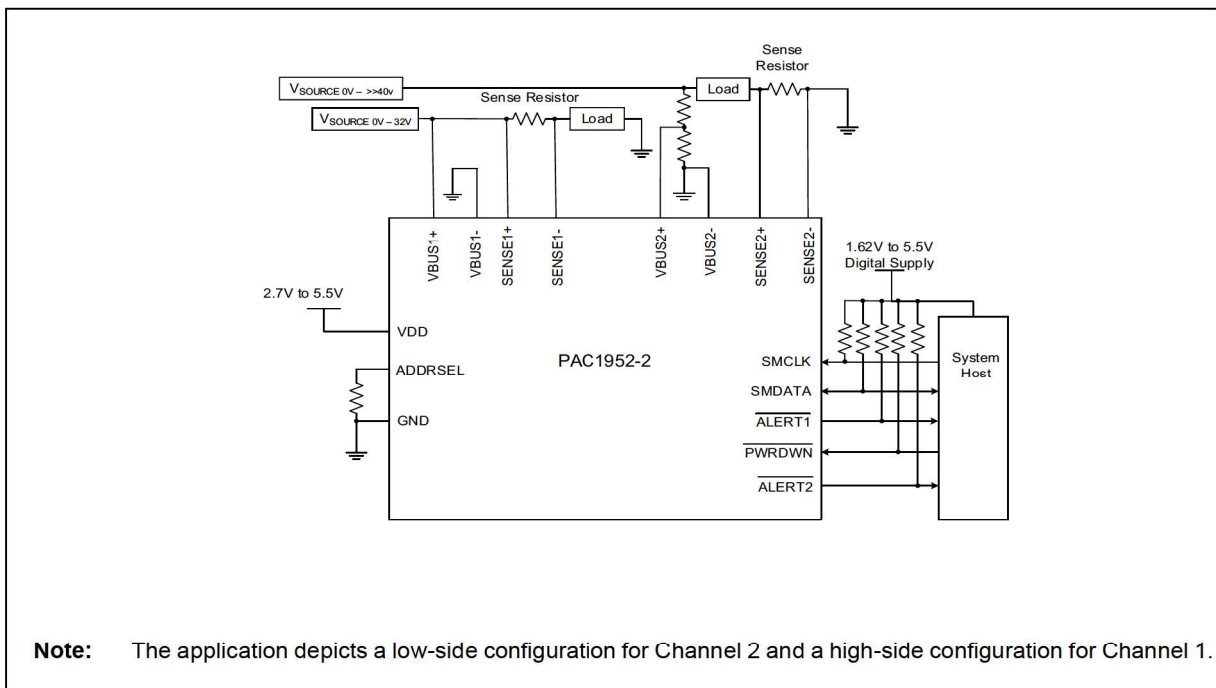 Sense
Resistor
VSOURCE 0V – >>40v
Load
Sense Resistor
VSOURCE 0V – 32V
Load
VBUS1+
VBUS1-
SENSE1+
SENSE1-
VBUS2+
VBUS2-
SENSE2+
SENSE2-
1.62V to 5.5V
Digital Supply
2.7V to 5.5V
VDD
ADDRSEL
GND
PAC1952-2
SMCLK
SMDATA
ALERT1
PWRDWN
ALERT2
System
Host
Note: The application depicts a low-side configuration for Channel 2 and a high-side configuration for Channel 1.